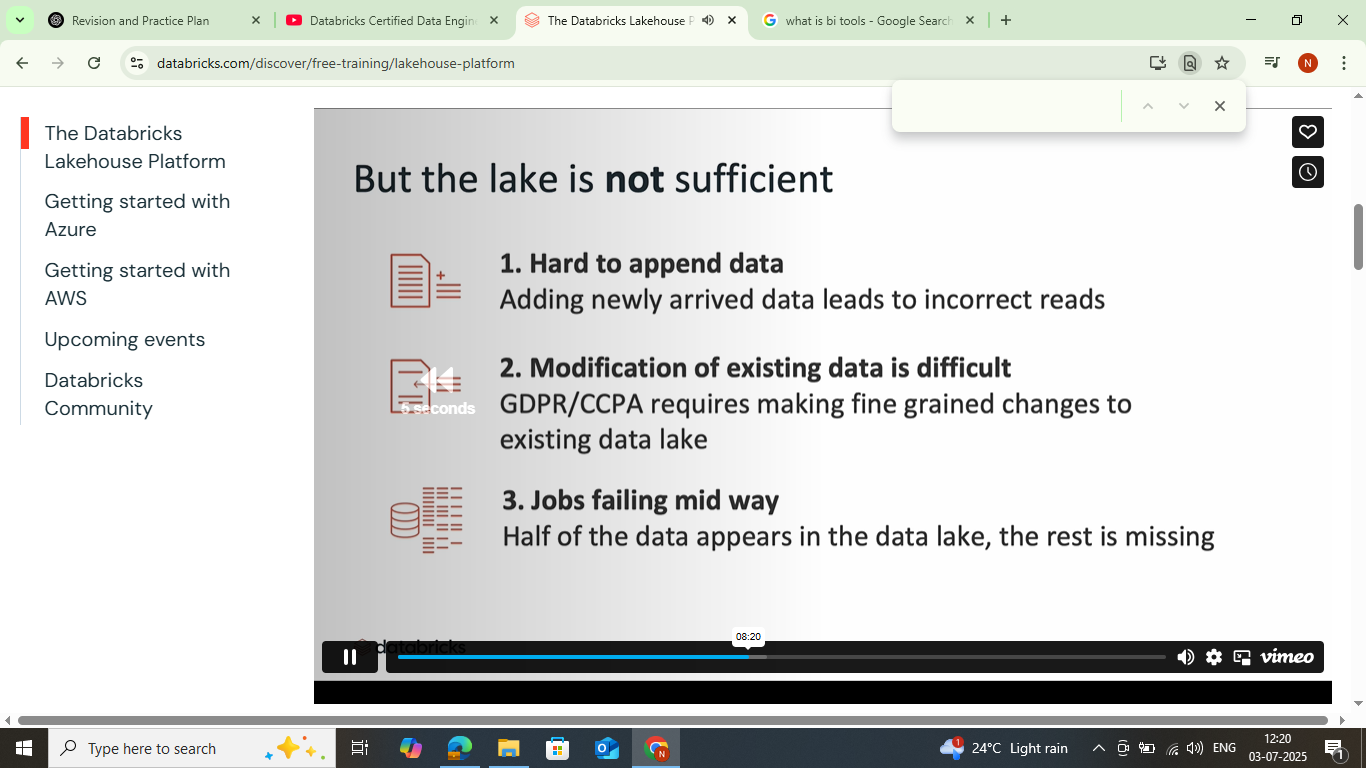 Revision and Practice Plan
Databricks Certified Data Engin
The Databricks Lakehouse P
what is bi tools - Google Search
databricks.com/discover/free-training/lakehouse-platform
N
The Databricks
Lakehouse Platform
Getting started with
Azure
Getting started with
AWS
Upcoming events
Databricks
Community
But the lake is not sufficient
1. Hard to append data
Adding newly arrived data leads to incorrect reads
2. Modification of existing data is difficult
GDPR/CCPA requires making fine grained changes to
existing data lake
5 seconds
3. Jobs failing mid way
Half of the data appears in the data lake, the rest is missing
databricks
08:20
vimeo
Type here to search
N
1
24°C Light rain
ENG
12:20
03-07-2025
1